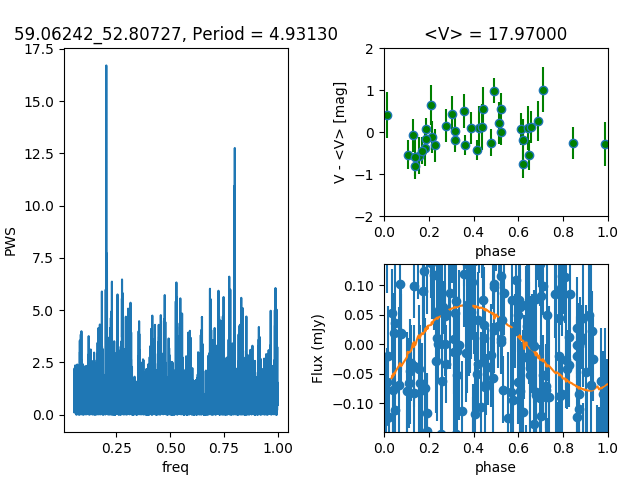 59.06242_52.80727, Period = 4.93130
17.5
15.0
12.5
10.0
7.5
5.0
2.5
0.0
PWS
0.25 0.50 0.75 1.00
freq
<V> = 17.97000
2
1
0
−1
−2
V - <V> [mag]
0.0 0.2 0.4 0.6 0.8 1.0
phase
0.10
0.05
0.00
−0.05
−0.10
Flux (mJy)
0.0 0.2 0.4 0.6 0.8 1.0
phase